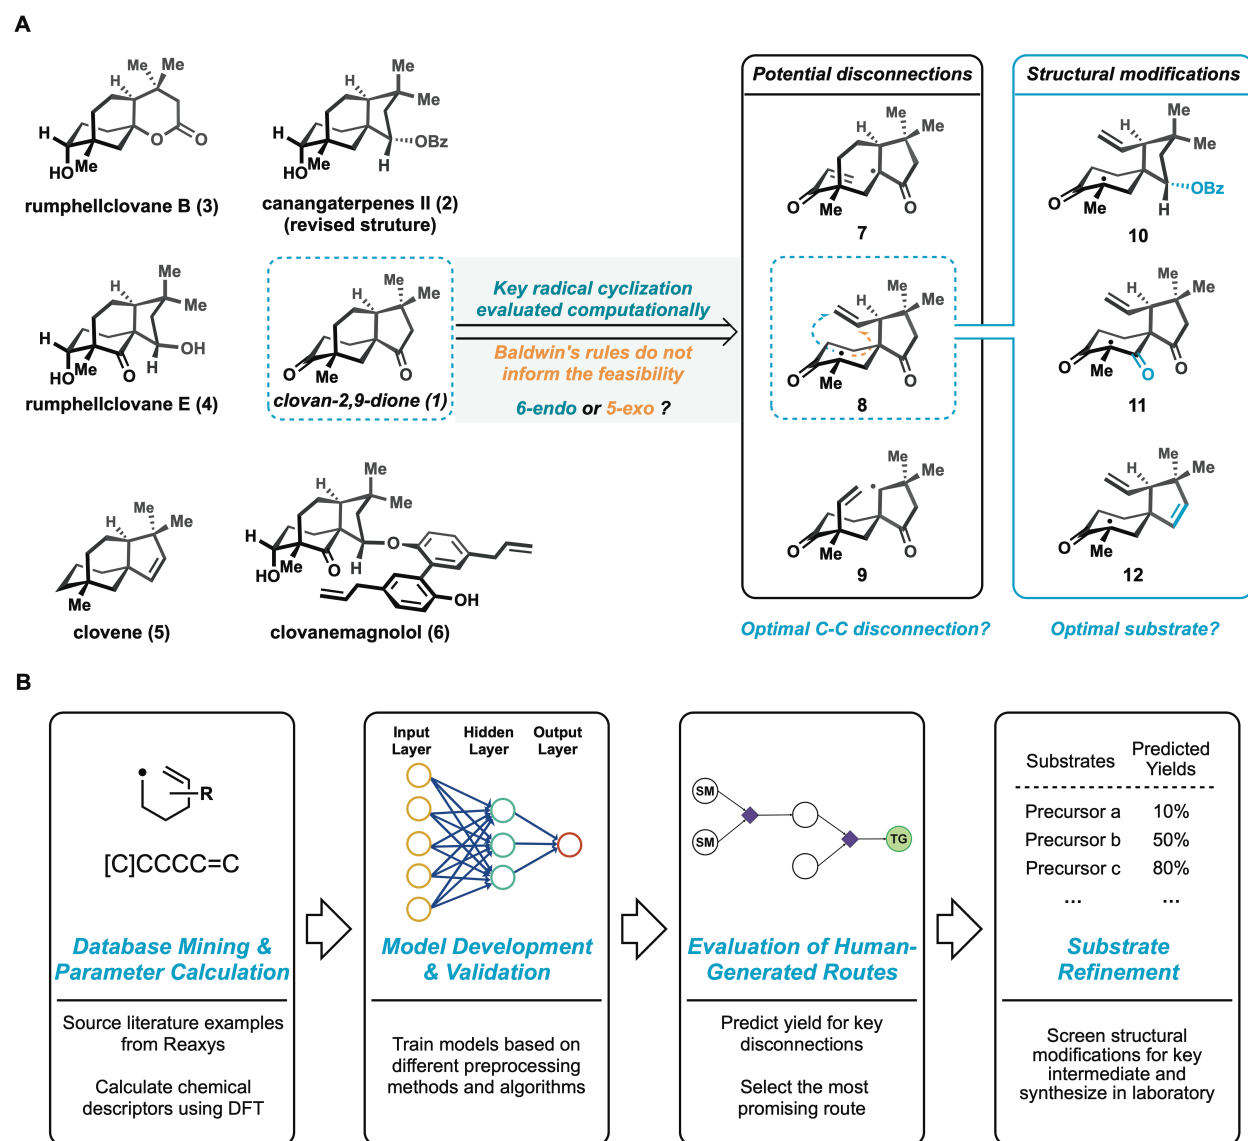 A
Me
Me
H
H
O
O
Me
HO
rumphellclovane B (3)
Me
H
Me
H
OBz
Me
H
HO
canangaterpenes II (2)
(revised struture)
Me
H
Me
H
OH
Me
H
HO
O
rumphellclovane E (4)
Me
H
Me
O
Me
O
clovan-2,9-dione (1)
Me
H
Me
Me
clovene (5)
Me
H
Me
H
O
Me
H
HO
O
OH
clovanemagnolol (6)
Key radical cyclization
evaluated computationally
Baldwin's rules do not
inform the feasibility
6-endo or 5-exo ?
Potential disconnections
Me
H
Me
O
Me
O
7
Me
H
Me
O
Me
O
8
Me
Me
O
Me
O
9
Optimal C-C disconnection?
Structural modifications
Me
H
Me
OBz
O
Me
H
10
Me
H
Me
O
Me
O
O
11
Me
H
Me
O
Me
12
Optimal substrate?
B
R
[C]CCCC=C
Database Mining &
Parameter Calculation
Source literature examples
from Reaxys
Calculate chemical
descriptors using DFT
Input
Layer
Hidden
Layer
Output
Layer
Model Development
& Validation
Train models based on
different preprocessing
methods and algorithms
SM
SM
TG
Evaluation of Human-
Generated Routes
Predict yield for key
disconnections
Select the most
promising route
Substrates
Predicted
Yields
Precursor a 10%
Precursor b 50%
Precursor c 80%
... ...
Substrate
Refinement
Screen structural
modifications for key
intermediate and
synthesize in laboratory